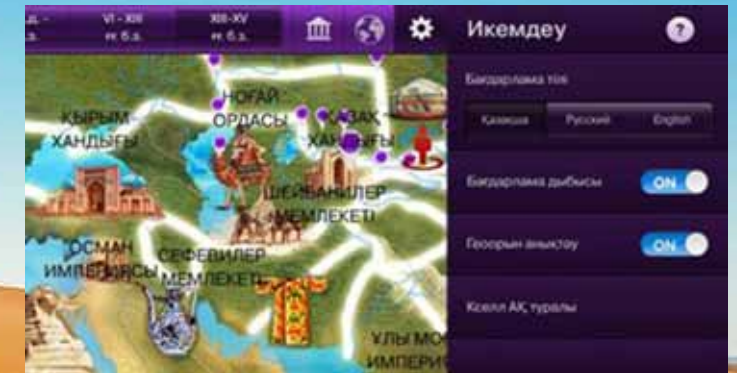 VI - XIII
ғғ. б.з.
XIII-XV
ғғ. б.з.
Икемдеу
?
Бағдарлама тілі
Қазақша
Русский
English
Бағдарлама дыбысы
ON
Геоорын анықтау
ON
Кселл АҚ туралы
НОҒАЙ
ОРДАСЫ
ҚЫРЫМ
ХАНДЫҒЫ
ҚАЗАҚ
ХАНДЫҒЫ
ШЕЙБАНИЛЕР
МЕМЛЕКЕТІ
ОСМАН
ИМПЕРИЯСЫ
СЕФЕВИЛЕР
МЕМЛЕКЕТІ
ҰЛЫ МО
ИМПЕРИ